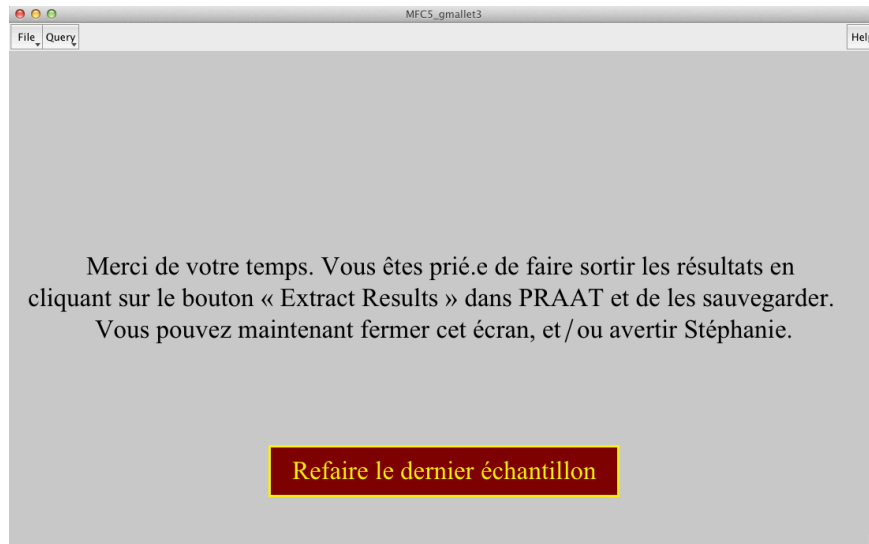 MFC5_gmallet3
File Query Help
Merci de votre temps. Vous êtes prié.e de faire sortir les résultats en
cliquant sur le bouton « Extract Results » dans PRAAT et de les sauvegarder.
Vous pouvez maintenant fermer cet écran, et/ou avertir Stéphanie.
Refaire le dernier échantillon